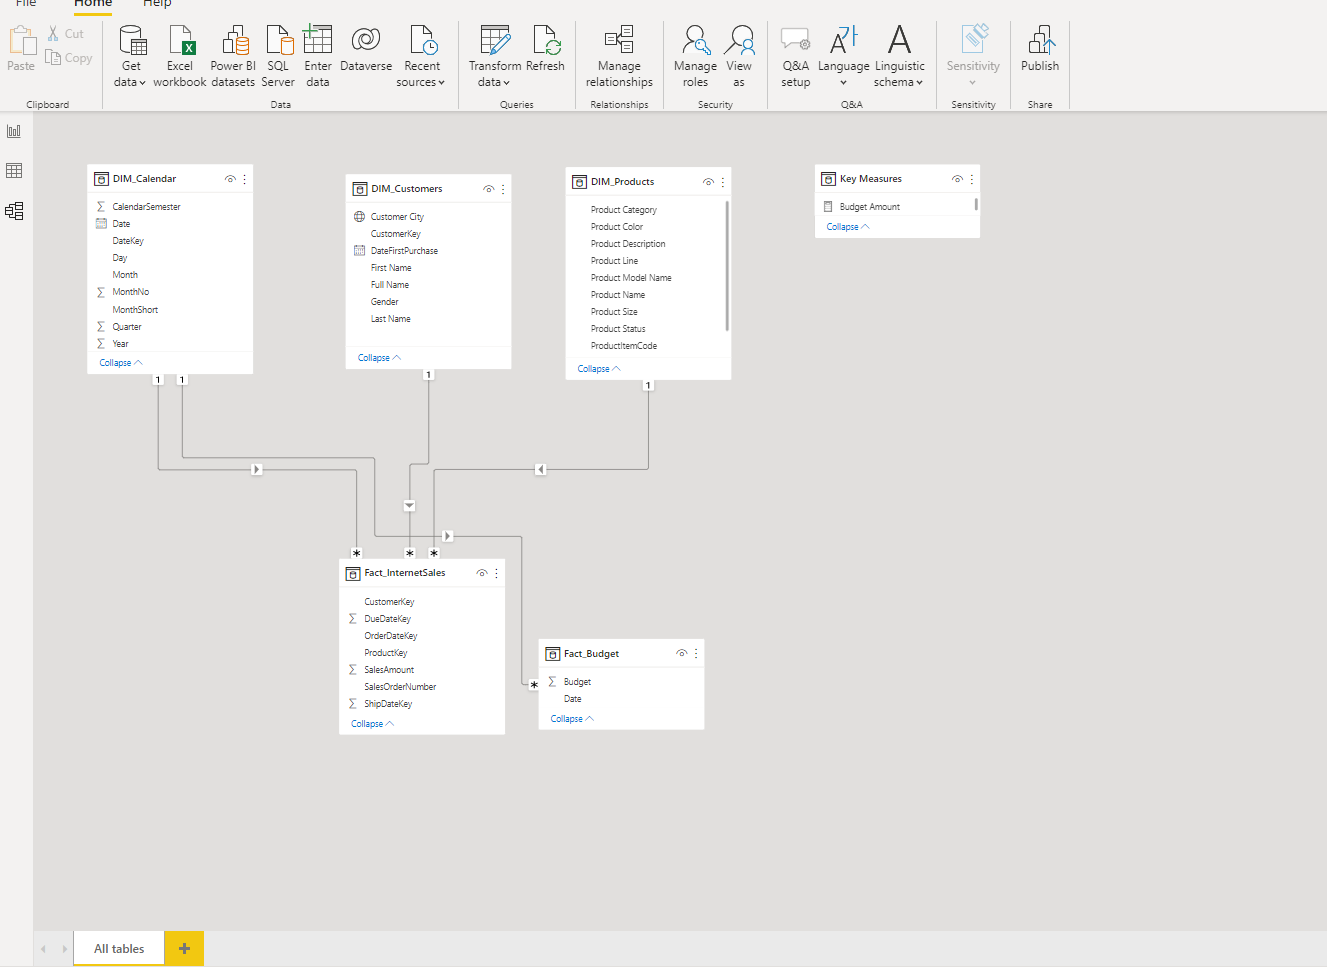 File Home Help
Paste
Cut
Copy
Clipboard
Get data
Excel workbook
Power BI datasets
SQL Server
Enter data
Dataverse
Recent sources
Data
Transform data
Refresh
Queries
Manage relationships
Relationships
Manage roles
View as
Security
Q&A setup
Language
Linguistic schema
Q&A
Sensitivity
Sensitivity
Publish
Share
DIM_Calendar
CalendarSemester
Date
DateKey
Day
Month
MonthNo
MonthShort
Quarter
Year
Collapse
DIM_Customers
Customer City
CustomerKey
DateFirstPurchase
First Name
Full Name
Gender
Last Name
Collapse
DIM_Products
Product Category
Product Color
Product Description
Product Line
Product Model Name
Product Name
Product Size
Product Status
ProductItemCode
Collapse
Key Measures
Budget Amount
Collapse
1 1
1
1
* * *
Fact_InternetSales
CustomerKey
DueDateKey
OrderDateKey
ProductKey
SalesAmount
SalesOrderNumber
ShipDateKey
Collapse
*
Fact_Budget
Budget
Date
Collapse
All tables
+